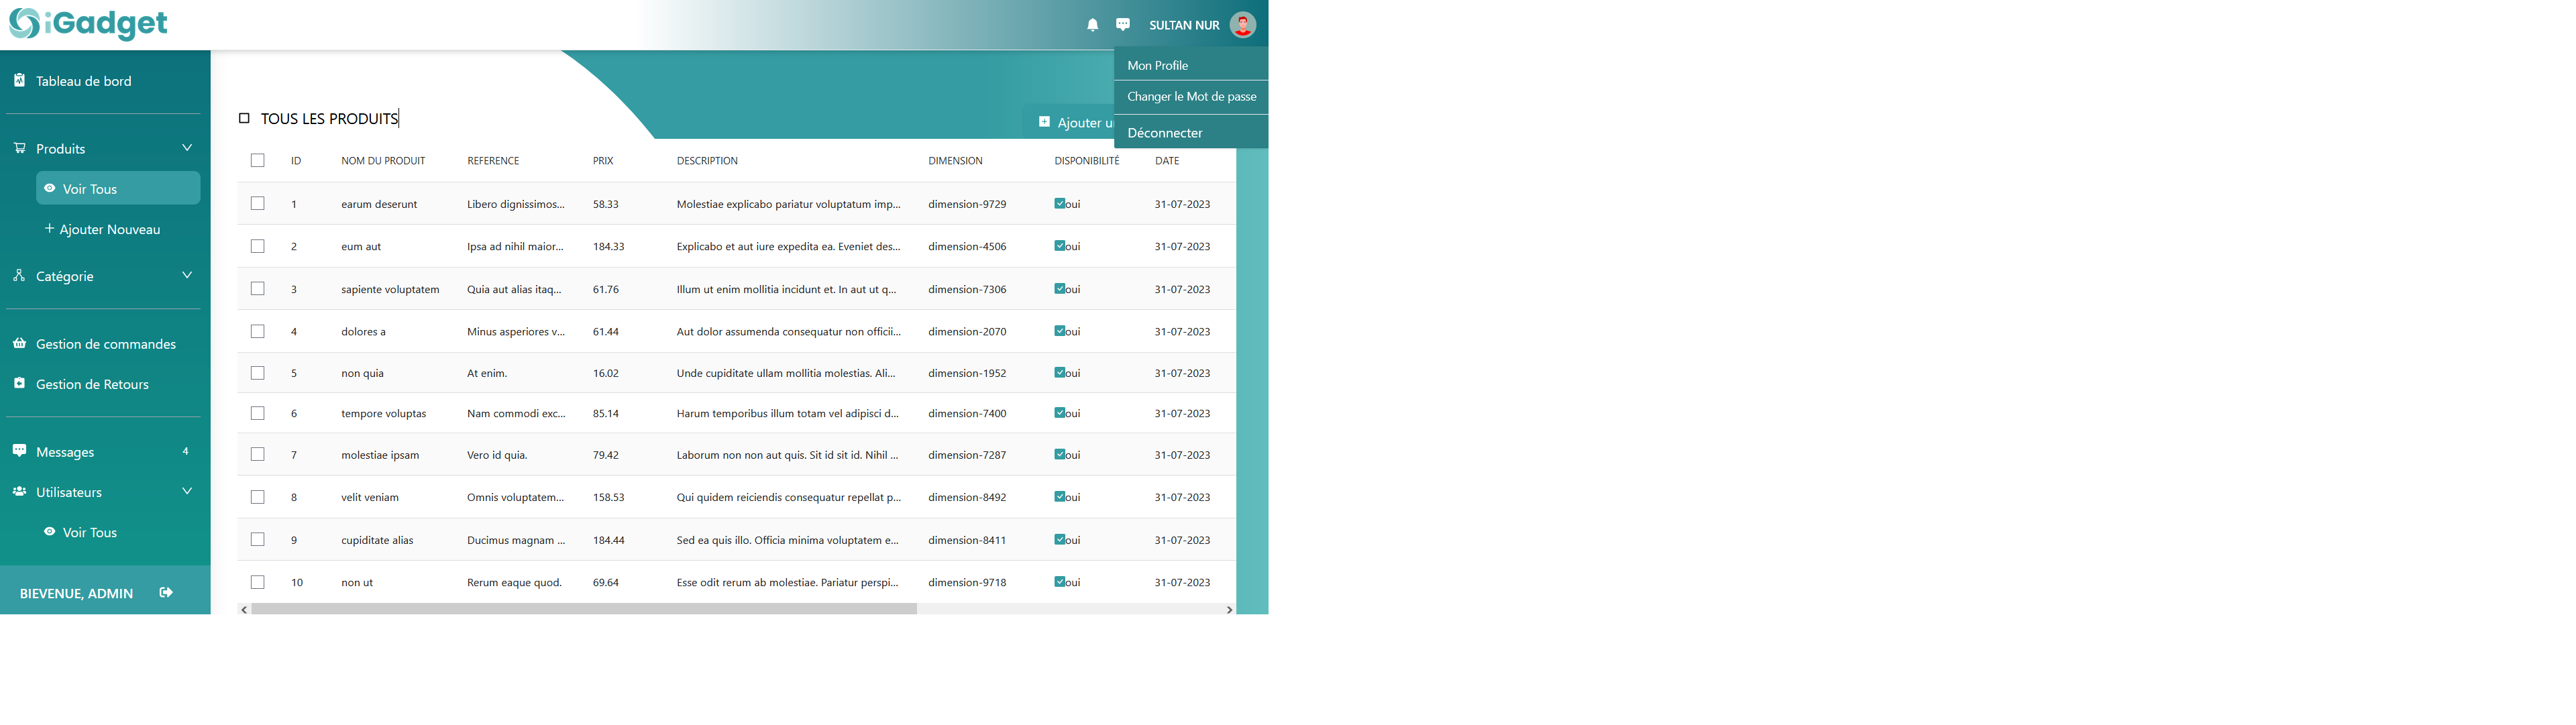 iGadget
SULTAN NUR
Mon Profile
Changer le Mot de passe
Déconnecter
Tableau de bord
Produits
Voir Tous
Ajouter Nouveau
Catégorie
Gestion de commandes
Gestion de Retours
Messages 4
Utilisateurs
Voir Tous
BIEVENUE, ADMIN
TOUS LES PRODUITS
Ajouter
ID NOM DU PRODUIT REFERENCE PRIX DESCRIPTION DIMENSION DISPONIBILITÉ DATE
1 earum deserunt Libero dignissimos... 58.33 Molestiae explicabo pariatur voluptatum imp... dimension-9729 oui 31-07-2023
2 eum aut Ipsa ad nihil maior... 184.33 Explicabo et aut iure expedita ea. Eveniet des... dimension-4506 oui 31-07-2023
3 sapiente voluptatem Quia aut alias itaq... 61.76 Illum ut enim mollitia incidunt et. In aut ut q... dimension-7306 oui 31-07-2023
4 dolores a Minus asperiores v... 61.44 Aut dolor assumenda consequatur non officii... dimension-2070 oui 31-07-2023
5 non quia At enim. 16.02 Unde cupiditate ullam mollitia molestias. Ali... dimension-1952 oui 31-07-2023
6 tempore voluptas Nam commodi exc... 85.14 Harum temporibus illum totam vel adipisci d... dimension-7400 oui 31-07-2023
7 molestiae ipsam Vero id quia. 79.42 Laborum non non aut quis. Sit id sit id. Nihil ... dimension-7287 oui 31-07-2023
8 velit veniam Omnis voluptatem... 158.53 Qui quidem reiciendis consequatur repellat p... dimension-8492 oui 31-07-2023
9 cupiditate alias Ducimus magnam ... 184.44 Sed ea quis illo. Officia minima voluptatem e... dimension-8411 oui 31-07-2023
10 non ut Rerum eaque quod. 69.64 Esse odit rerum ab molestiae. Pariatur perspi... dimension-9718 oui 31-07-2023